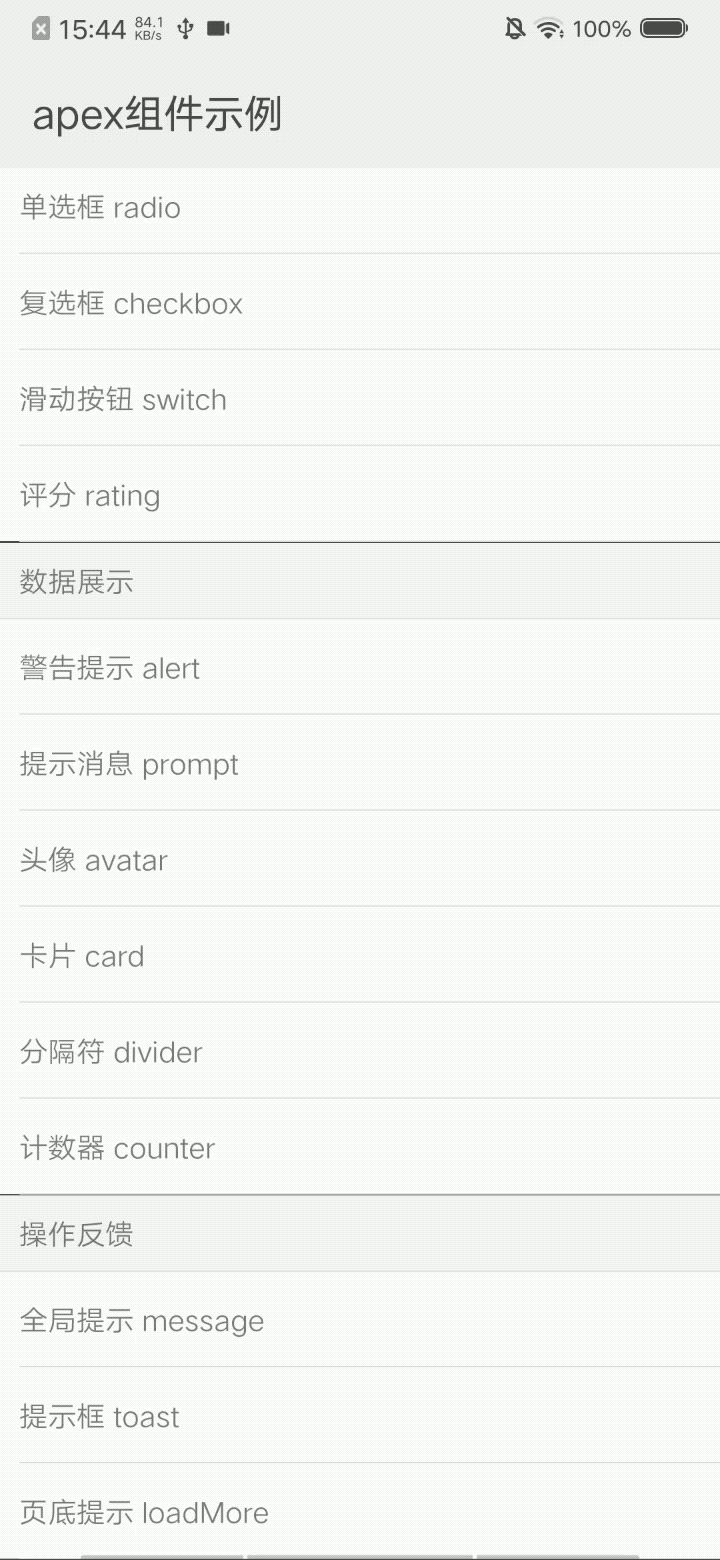 15:44 84.1 KB/s 100%
apex组件示例
单选框 radio
复选框 checkbox
滑动按钮 switch
评分 rating
数据展示
警告提示 alert
提示消息 prompt
头像 avatar
卡片 card
分隔符 divider
计数器 counter
操作反馈
全局提示 message
提示框 toast
页底提示 loadMore